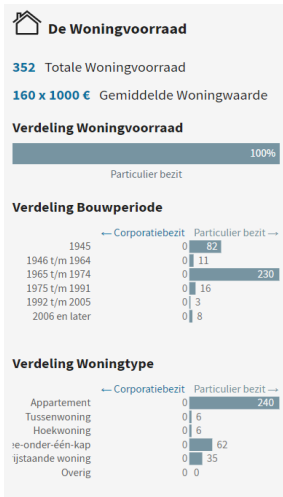 De Woningvoorraad
352 Totale Woningvoorraad
160 x 1000 € Gemiddelde Woningwaarde
Verdeling Woningvoorraad
100%
Particulier bezit
Verdeling Bouwperiode
← Corporatiebezit Particulier bezit →
1945 0 82
1946 t/m 1964 0 11
1965 t/m 1974 0 230
1975 t/m 1991 0 16
1992 t/m 2005 0 3
2006 en later 0 8
Verdeling Woningtype
← Corporatiebezit Particulier bezit →
Appartement 0 240
Tussenwoning 0 6
Hoekwoning 0 6
ee-onder-één-kap 0 62
rijstaande woning 0 35
Overig 0 0